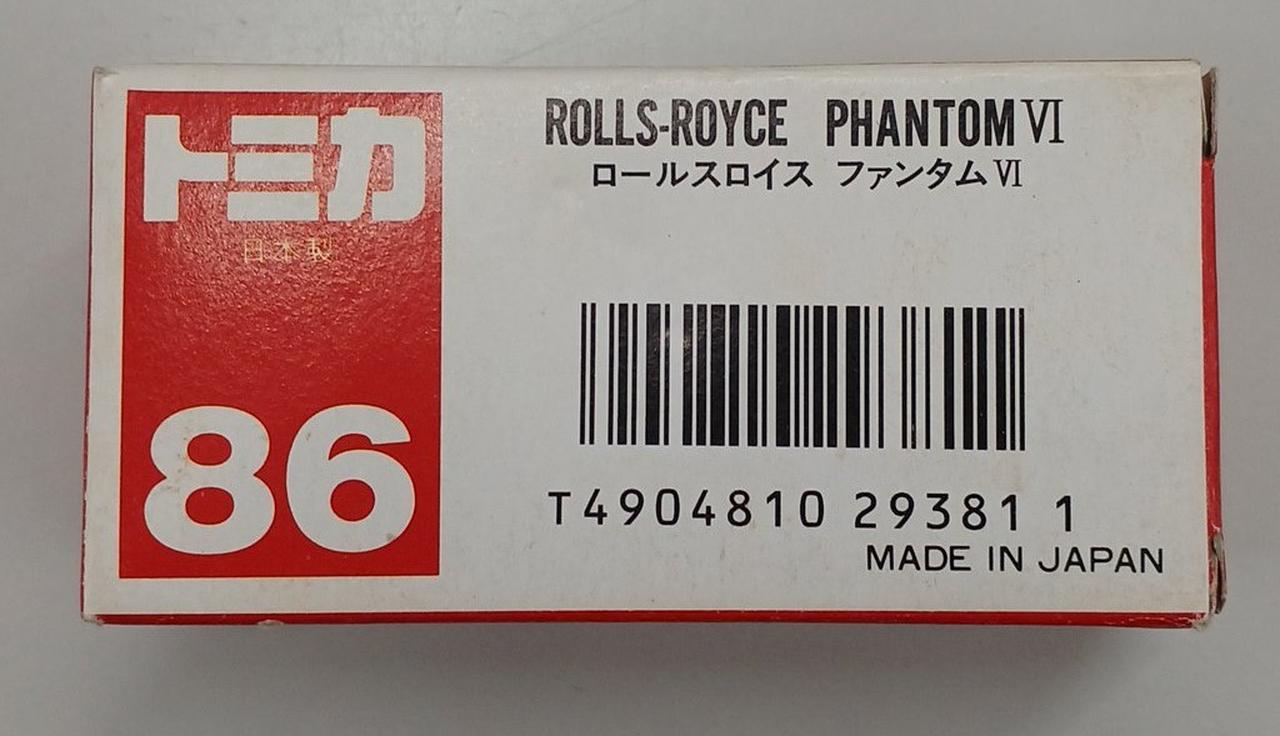 トミカ
日本製
86
ROLLS-ROYCE PHANTOM VI
ロールスロイス ファンタム VI
T4904810 29381 1
MADE IN JAPAN